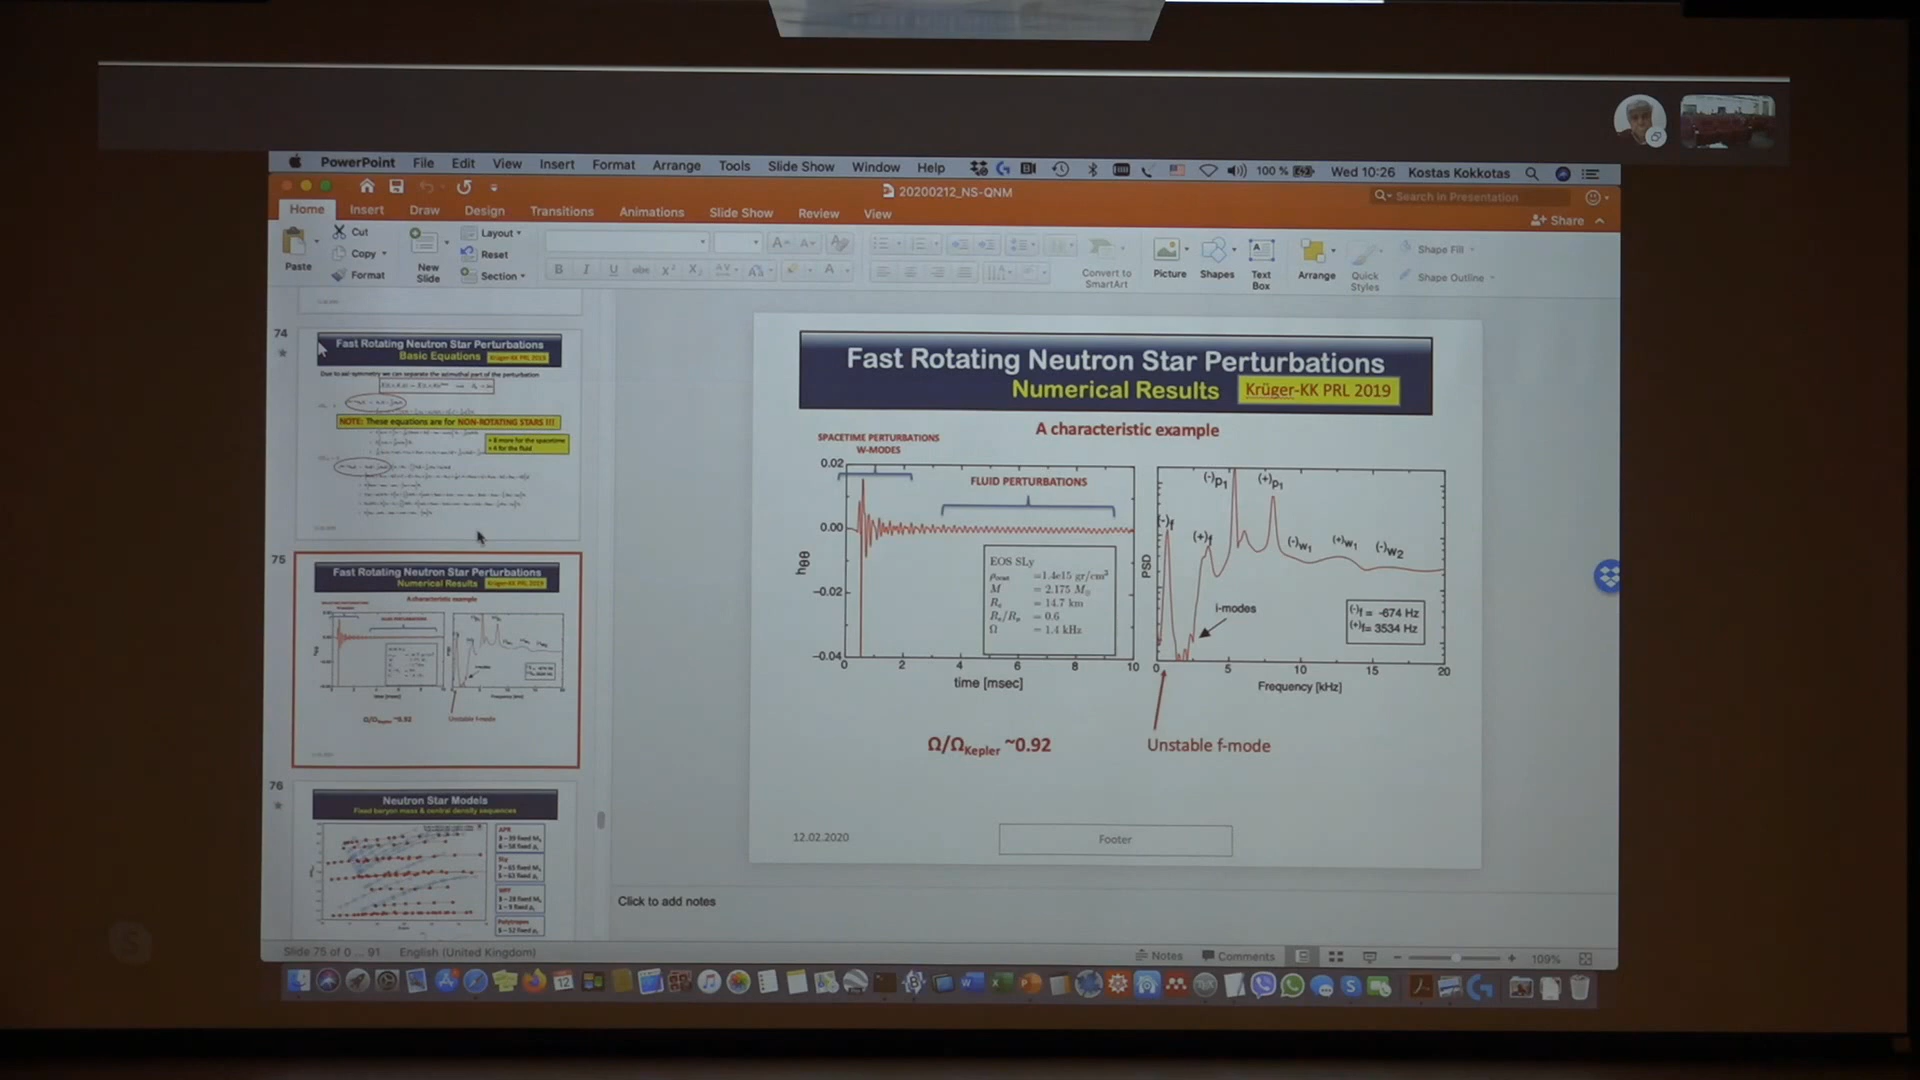 PowerPoint File Edit View Insert Format Arrange Tools Slide Show Window Help 100 % Wed 10:26 Kostas Kokkotas
20200212_NS-QNM
Search in Presentation
Home Insert Draw Design Transitions Animations Slide Show Review View
Share
Paste
Cut
Copy
Format
New Slide
Layout
Reset
Section
Convert to SmartArt
Picture
Shapes
Text Box
Arrange
Quick Styles
Shape Fill
Shape Outline
74
Fast Rotating Neutron Star Perturbations
Basic Equations Krüger-KK PRL 2019
Due to axi-symmetry we can separate the azimuthal part of the perturbation
NOTE: These equations are for NON-ROTATING STARS !!!
+ 8 more for the spacetime
+ 4 for the fluid
75
Fast Rotating Neutron Star Perturbations
Numerical Results Krüger-KK PRL 2019
A characteristic example
FLUID PERTURBATIONS
Ω/ΩKepler ~0.92
Unstable f-mode
76
Neutron Star Models
Fixed baryon mass & central density sequences
APR
Sly
WFF
Polytropes
Fast Rotating Neutron Star Perturbations
Numerical Results Krüger-KK PRL 2019
A characteristic example
SPACETIME PERTURBATIONS
W-MODES
FLUID PERTURBATIONS
0.02
0.00
−0.02
−0.04
hθθ
0 2 4 6 8 10
time [msec]
EOS SLy
=1.4e15 gr/cm³
M = 2.175 M☉
Re = 14.7 km
= 0.6
Ω = 1.4 kHz
PSD
(-)f
(+)f
(-)p1
(+)p1
(-)w1
(+)w1
(-)w2
i-modes
(-)f = -674 Hz
(+)f= 3534 Hz
0 5 10 15 20
Frequency [kHz]
Ω/ΩKepler ~0.92
Unstable f-mode
12.02.2020
Footer
Click to add notes
Slide 75 of 0 ... 91 English (United Kingdom)
Notes Comments 109%